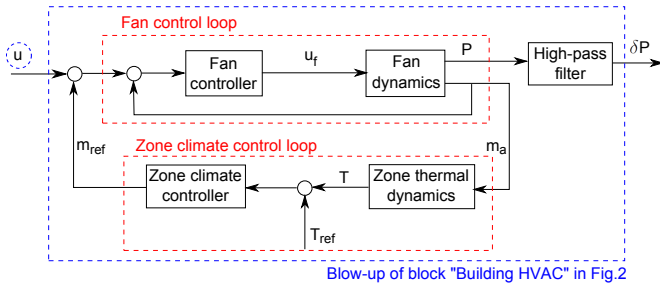 Fan control loop
u
Fan
controller
u_f
Fan
dynamics
P
High-pass
filter
δP
m_ref
m_a
Zone climate control loop
Zone climate
controller
T
Zone thermal
dynamics
T_ref
Blow-up of block "Building HVAC" in Fig.2